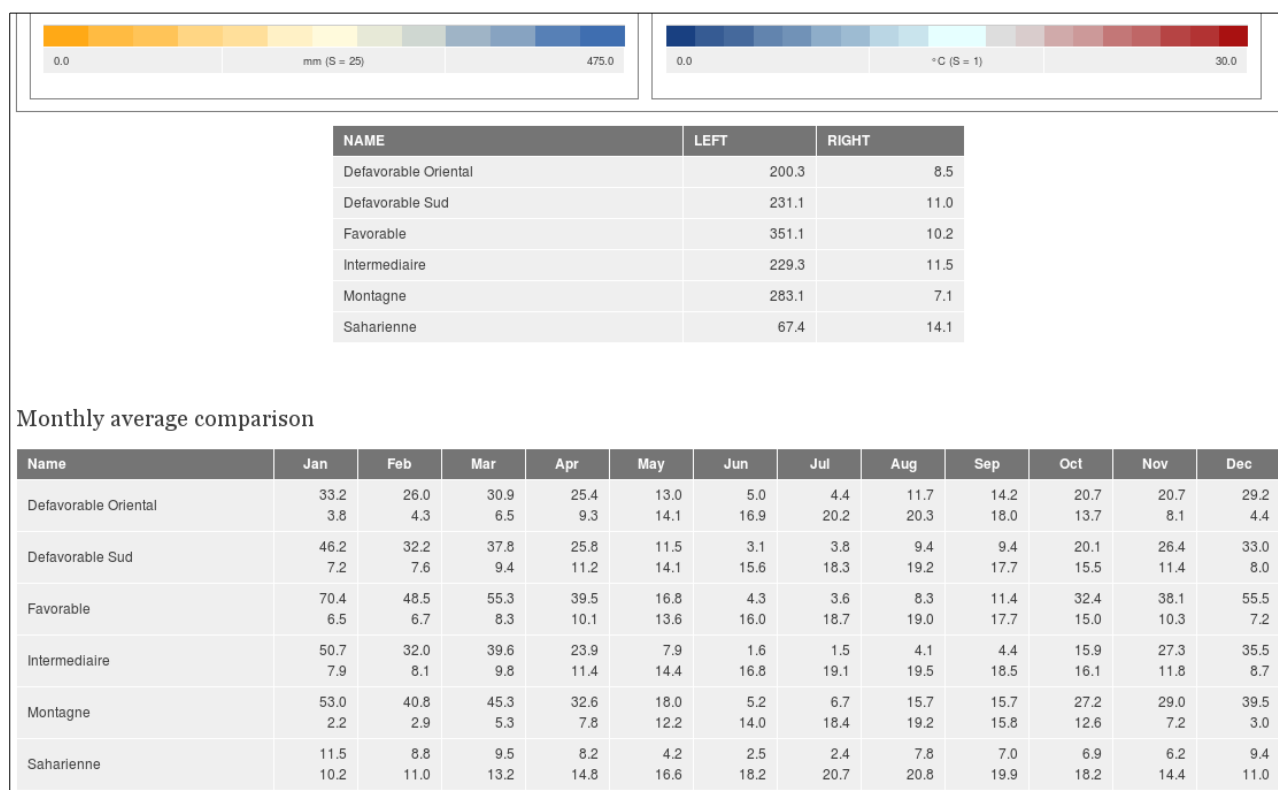 0.0 mm (S = 25) 475.0 0.0 °C (S = 1) 30.0
NAME LEFT RIGHT
Defavorable Oriental 200.3 8.5
Defavorable Sud 231.1 11.0
Favorable 351.1 10.2
Intermediaire 229.3 11.5
Montagne 283.1 7.1
Saharienne 67.4 14.1
Monthly average comparison
Name Jan Feb Mar Apr May Jun Jul Aug Sep Oct Nov Dec
Defavorable Oriental
33.2 26.0 30.9 25.4 13.0 5.0 4.4 11.7 14.2 20.7 20.7 29.2
3.8 4.3 6.5 9.3 14.1 16.9 20.2 20.3 18.0 13.7 8.1 4.4
Defavorable Sud
46.2 32.2 37.8 25.8 11.5 3.1 3.8 9.4 9.4 20.1 26.4 33.0
7.2 7.6 9.4 11.2 14.1 15.6 18.3 19.2 17.7 15.5 11.4 8.0
Favorable
70.4 48.5 55.3 39.5 16.8 4.3 3.6 8.3 11.4 32.4 38.1 55.5
6.5 6.7 8.3 10.1 13.6 16.0 18.7 19.0 17.7 15.0 10.3 7.2
Intermediaire
50.7 32.0 39.6 23.9 7.9 1.6 1.5 4.1 4.4 15.9 27.3 35.5
7.9 8.1 9.8 11.4 14.4 16.8 19.1 19.5 18.5 16.1 11.8 8.7
Montagne
53.0 40.8 45.3 32.6 18.0 5.2 6.7 15.7 15.7 27.2 29.0 39.5
2.2 2.9 5.3 7.8 12.2 14.0 18.4 19.2 15.8 12.6 7.2 3.0
Saharienne
11.5 8.8 9.5 8.2 4.2 2.5 2.4 7.8 7.0 6.9 6.2 9.4
10.2 11.0 13.2 14.8 16.6 18.2 20.7 20.8 19.9 18.2 14.4 11.0